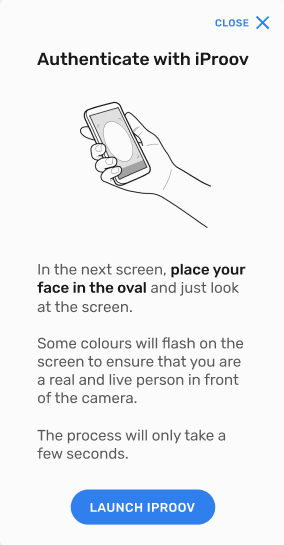 CLOSE
Authenticate with iProov
In the next screen, place your
face in the oval and just look
at the screen.
Some colours will flash on the
screen to ensure that you are
a real and live person in front
of the camera.
The process will only take a
few seconds.
LAUNCH IPROOV